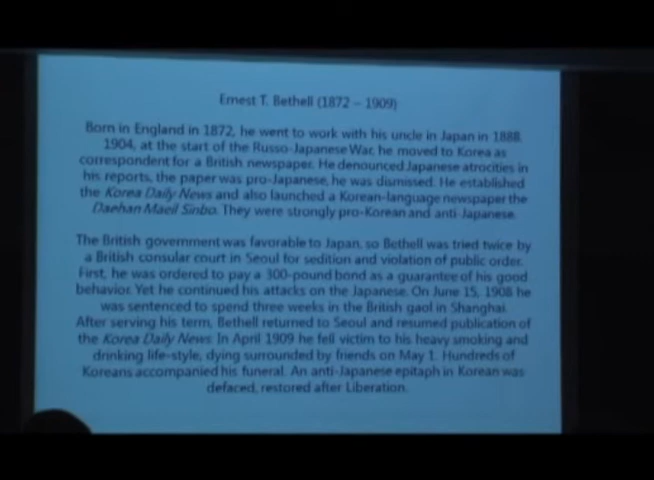 Ernest T. Bethell (1872 – 1909)
Born in England in 1872, he went to work with his uncle in Japan in 1888.
1904, at the start of the Russo-Japanese War, he moved to Korea as
correspondent for a British newspaper. He denounced Japanese atrocities in
his reports, the paper was pro-Japanese, he was dismissed. He established
the Korea Daily News and also launched a Korean-language newspaper the
Daehan Maeil Sinbo. They were strongly pro-Korean and anti-Japanese.
The British government was favorable to Japan, so Bethell was tried twice by
a British consular court in Seoul for sedition and violation of public order.
First, he was ordered to pay a 300-pound bond as a guarantee of his good
behavior. Yet he continued his attacks on the Japanese. On June 15, 1908 he
was sentenced to spend three weeks in the British gaol in Shanghai.
After serving his term, Bethell returned to Seoul and resumed publication of
the Korea Daily News. In April 1909 he fell victim to his heavy smoking and
drinking life-style, dying surrounded by friends on May 1. Hundreds of
Koreans accompanied his funeral. An anti-Japanese epitaph in Korean was
defaced, restored after Liberation.